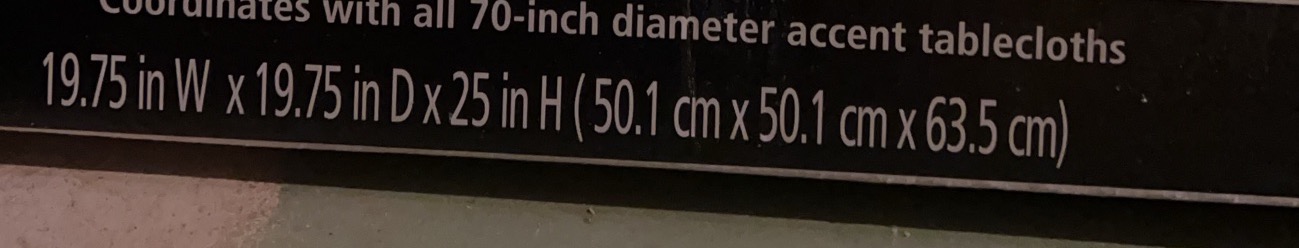 Coordinates with all 70-inch diameter accent tablecloths
19.75 in W x 19.75 in D x 25 in H ( 50.1 cm x 50.1 cm x 63.5 cm)